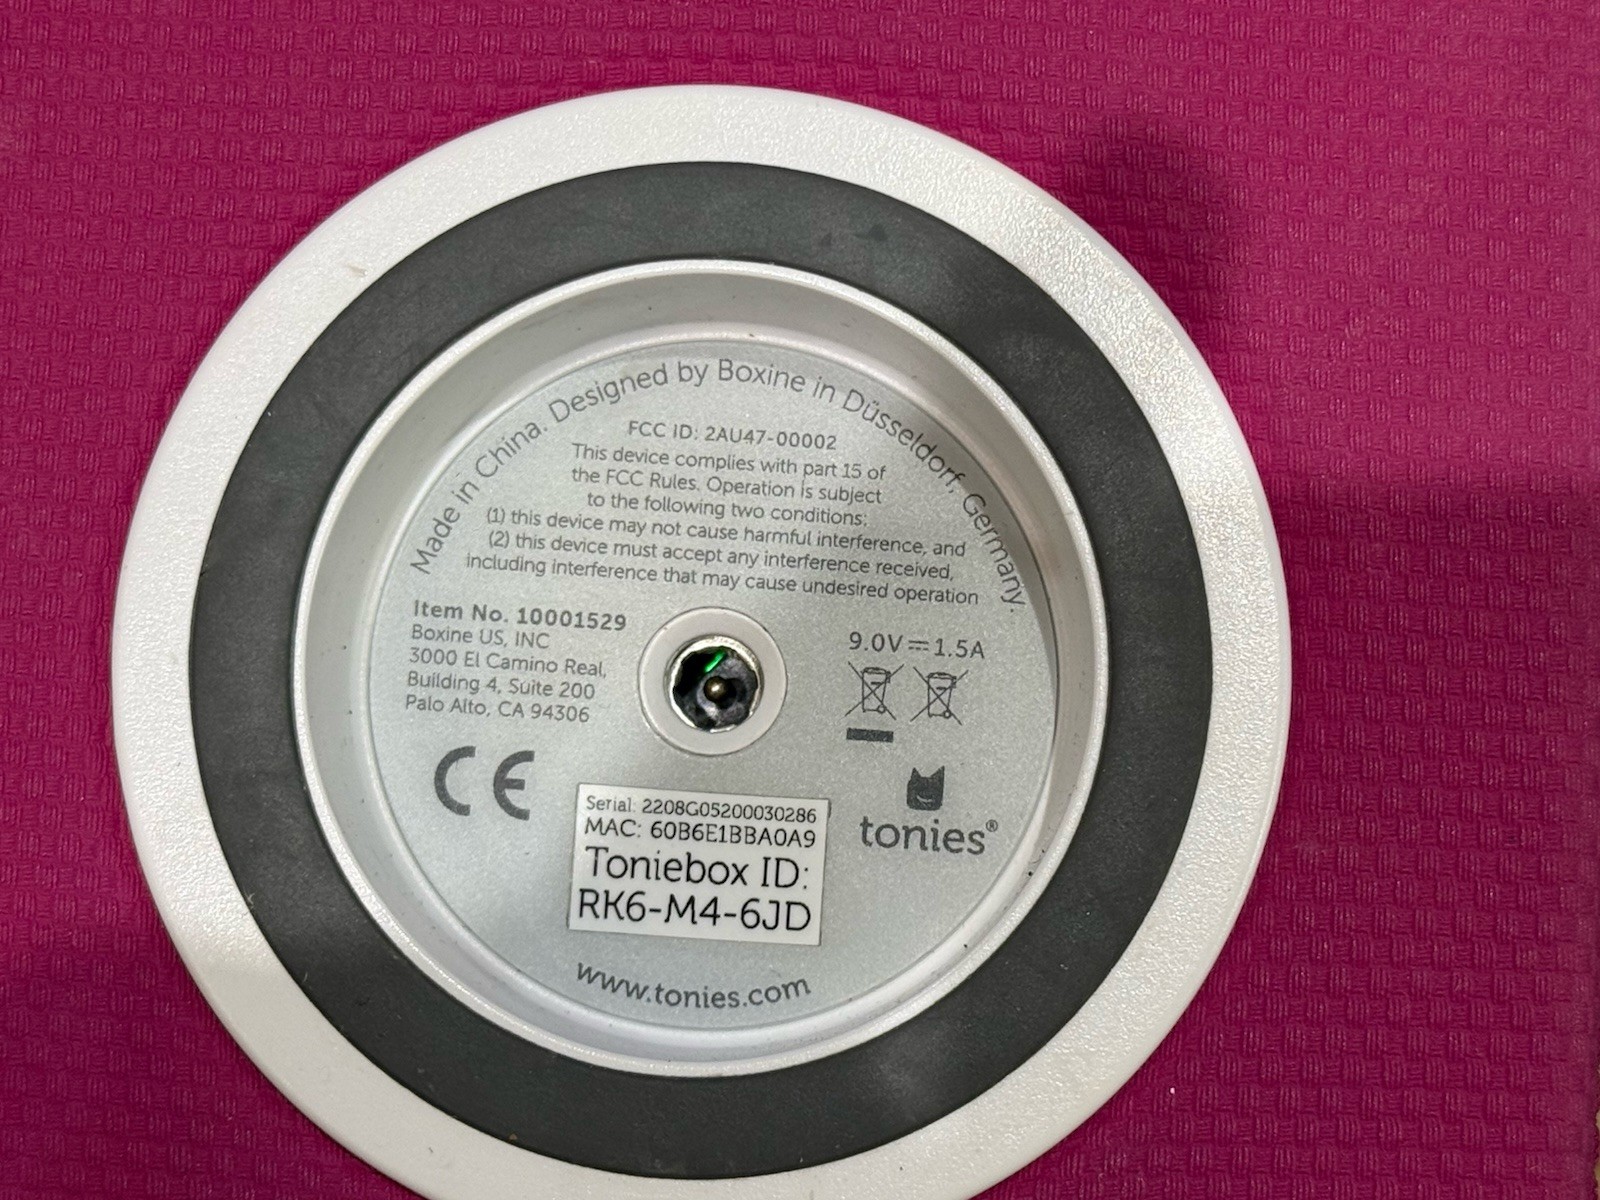 Made in China. Designed by Boxine in Düsseldorf, Germany.
FCC ID: 2AU47-00002
This device complies with part 15 of
the FCC Rules. Operation is subject
to the following two conditions:
(1) this device may not cause harmful interference, and
(2) this device must accept any interference received,
including interference that may cause undesired operation
Item No. 10001529
Boxine US, INC
3000 El Camino Real,
Building 4, Suite 200
Palo Alto, CA 94306
9.0V⎓1.5A
CE
tonies®
Serial: 2208G05200030286
MAC: 60B6E1BBA0A9
Toniebox ID:
RK6-M4-6JD
www.tonies.com